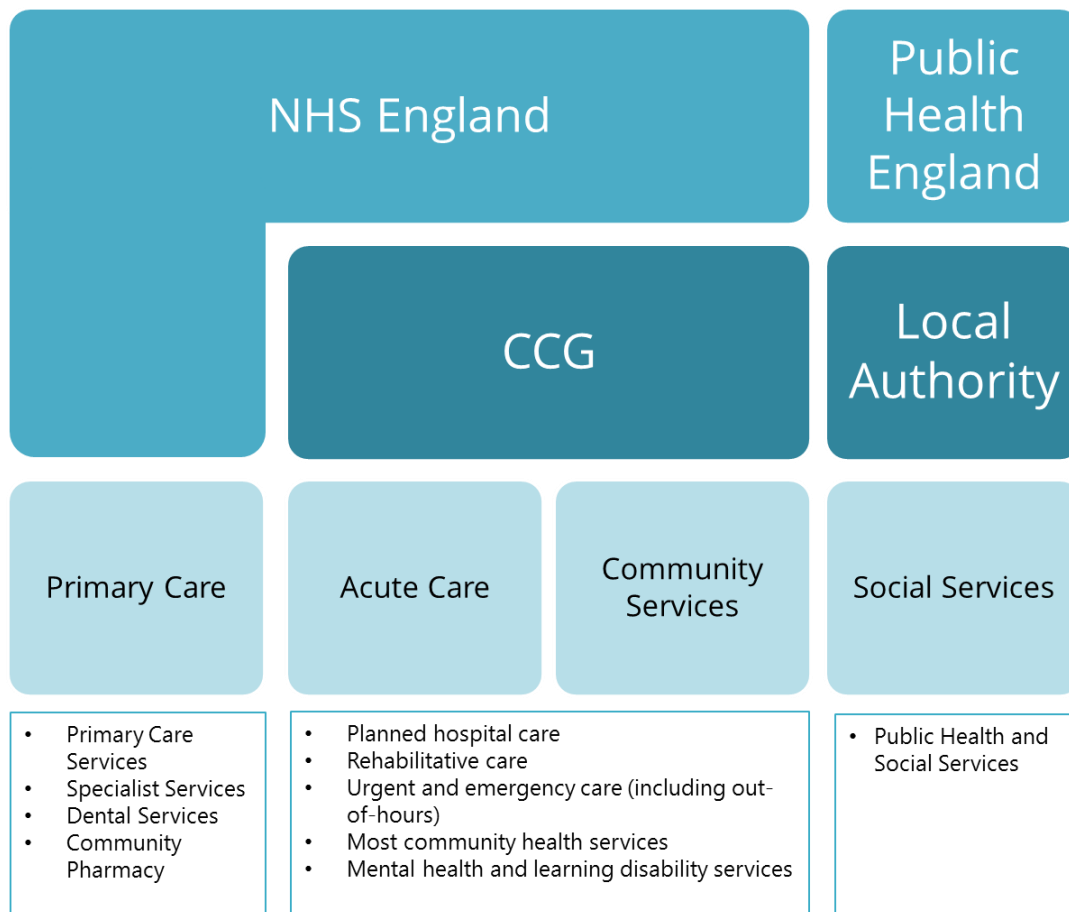 NHS England
Public
Health
England
CCG
Local
Authority
Primary Care
Acute Care
Community
Services
Social Services
• Primary Care
Services
• Specialist Services
• Dental Services
• Community
Pharmacy
• Planned hospital care
• Rehabilitative care
• Urgent and emergency care (including out-
of-hours)
• Most community health services
• Mental health and learning disability services
• Public Health and
Social Services